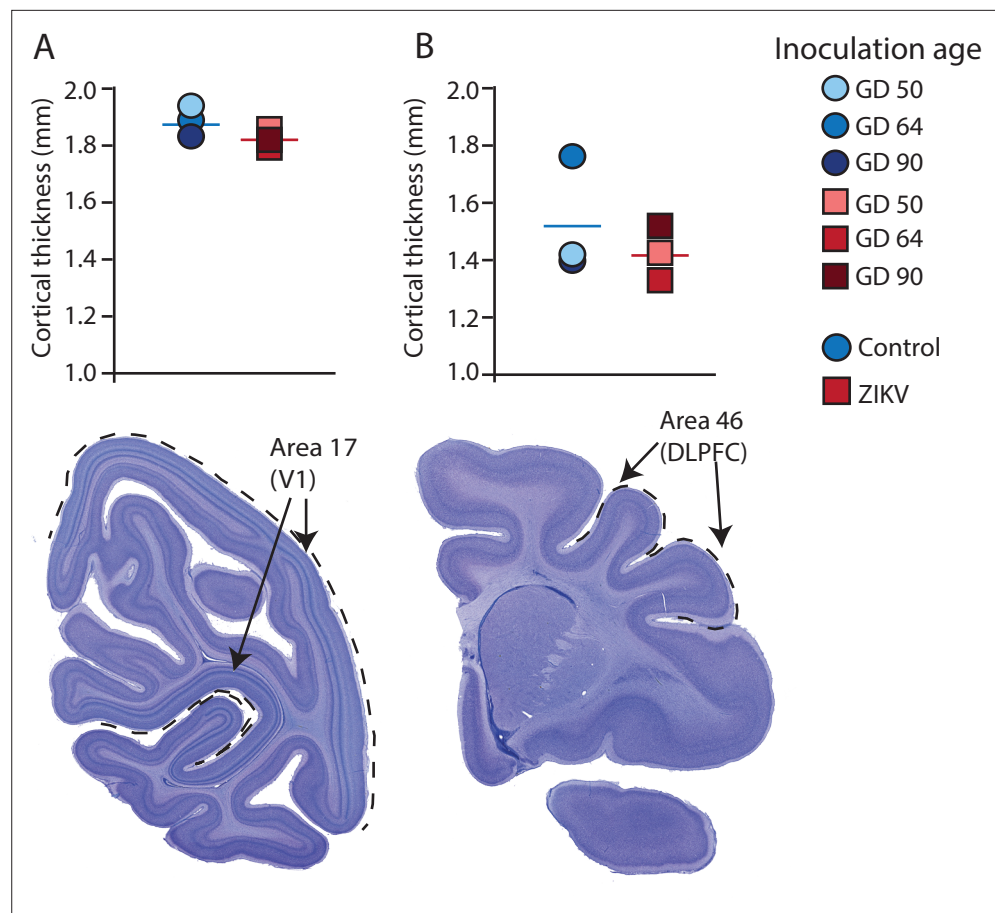 A
Cortical thickness (mm)
2.0
1.8
1.6
1.4
1.2
1.0
B
Cortical thickness (mm)
2.0
1.8
1.6
1.4
1.2
1.0
Inoculation age
GD 50
GD 64
GD 90
GD 50
GD 64
GD 90
Control
ZIKV
Area 17
(V1)
Area 46
(DLPFC)